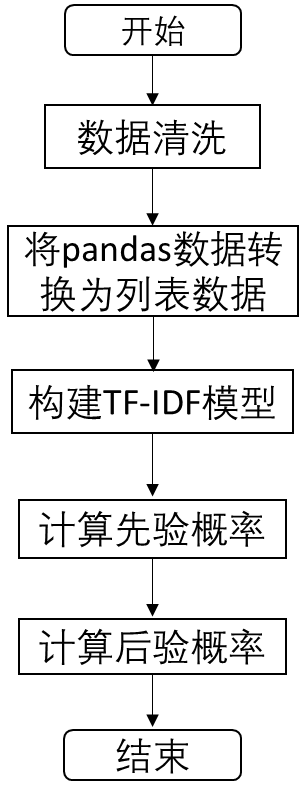 开始
数据清洗
将pandas数据转
换为列表数据
构建TF-IDF模型
计算先验概率
计算后验概率
结束